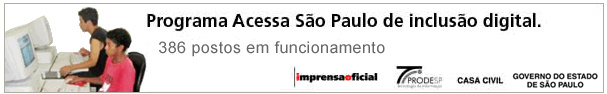 Programa Acessa São Paulo de inclusão digital.
386 postos em funcionamento
imprensaoficial
PRODESP
CASA CIVIL
GOVERNO DO ESTADO
DE SÃO PAULO